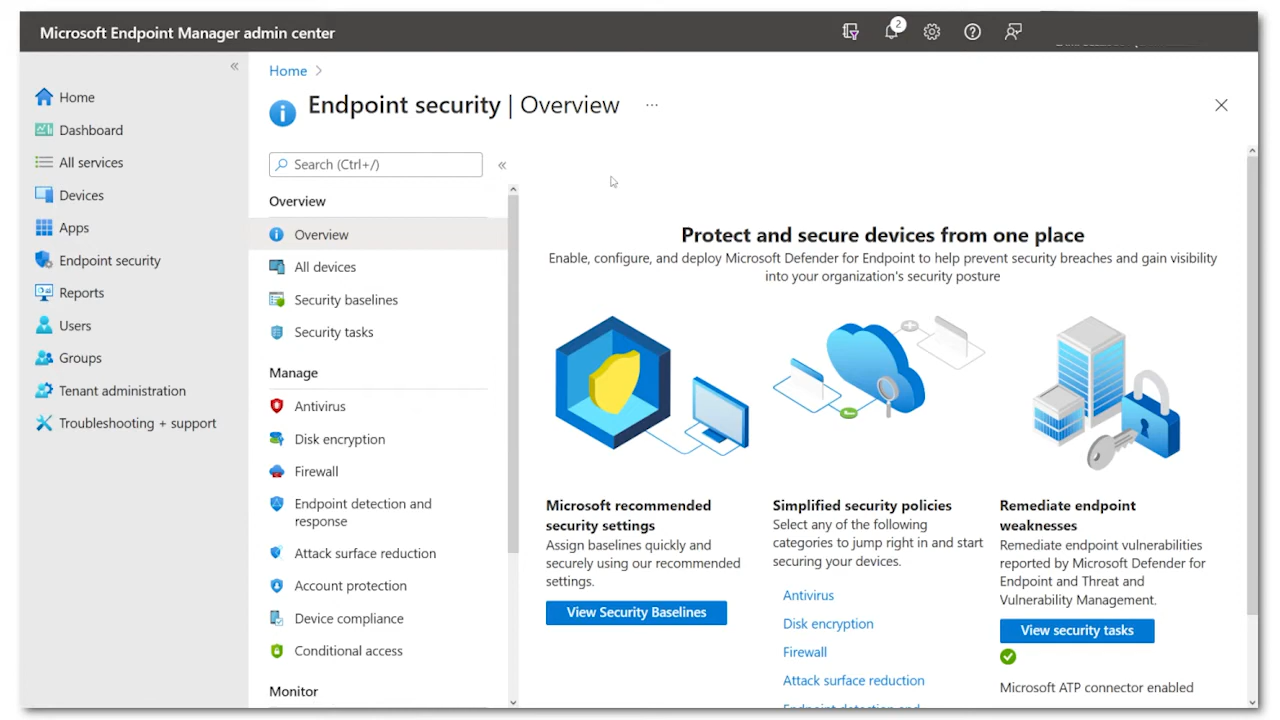 Microsoft Endpoint Manager admin center
2
«
Home
Dashboard
All services
Devices
Apps
Endpoint security
Reports
Users
Groups
Tenant administration
Troubleshooting + support
Home >
Endpoint security | Overview ...
Search (Ctrl+/)
«
Overview
Overview
All devices
Security baselines
Security tasks
Manage
Antivirus
Disk encryption
Firewall
Endpoint detection and
response
Attack surface reduction
Account protection
Device compliance
Conditional access
Monitor
Protect and secure devices from one place
Enable, configure, and deploy Microsoft Defender for Endpoint to help prevent security breaches and gain visibility
into your organization's security posture
Microsoft recommended
security settings
Assign baselines quickly and
securely using our recommended
settings.
View Security Baselines
Simplified security policies
Select any of the following
categories to jump right in and start
securing your devices.
Antivirus
Disk encryption
Firewall
Attack surface reduction
Endpoint detection and
Remediate endpoint
weaknesses
Remediate endpoint vulnerabilities
reported by Microsoft Defender for
Endpoint and Threat and
Vulnerability Management.
View security tasks
Microsoft ATP connector enabled